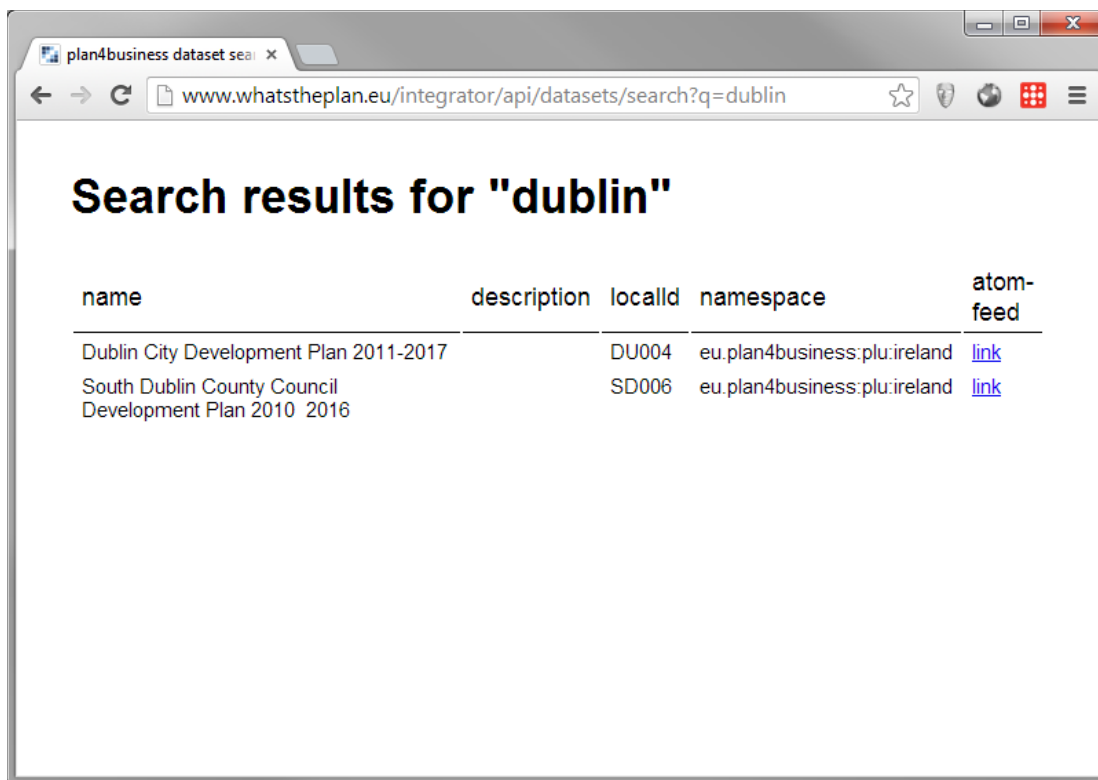 plan4business dataset sea
www.whatstheplan.eu/integrator/api/datasets/search?q=dublin
Search results for "dublin"
name description localId namespace atom-
feed
Dublin City Development Plan 2011-2017 DU004 eu.plan4business:plu:ireland link
South Dublin County Council SD006 eu.plan4business:plu:ireland link
Development Plan 2010 2016